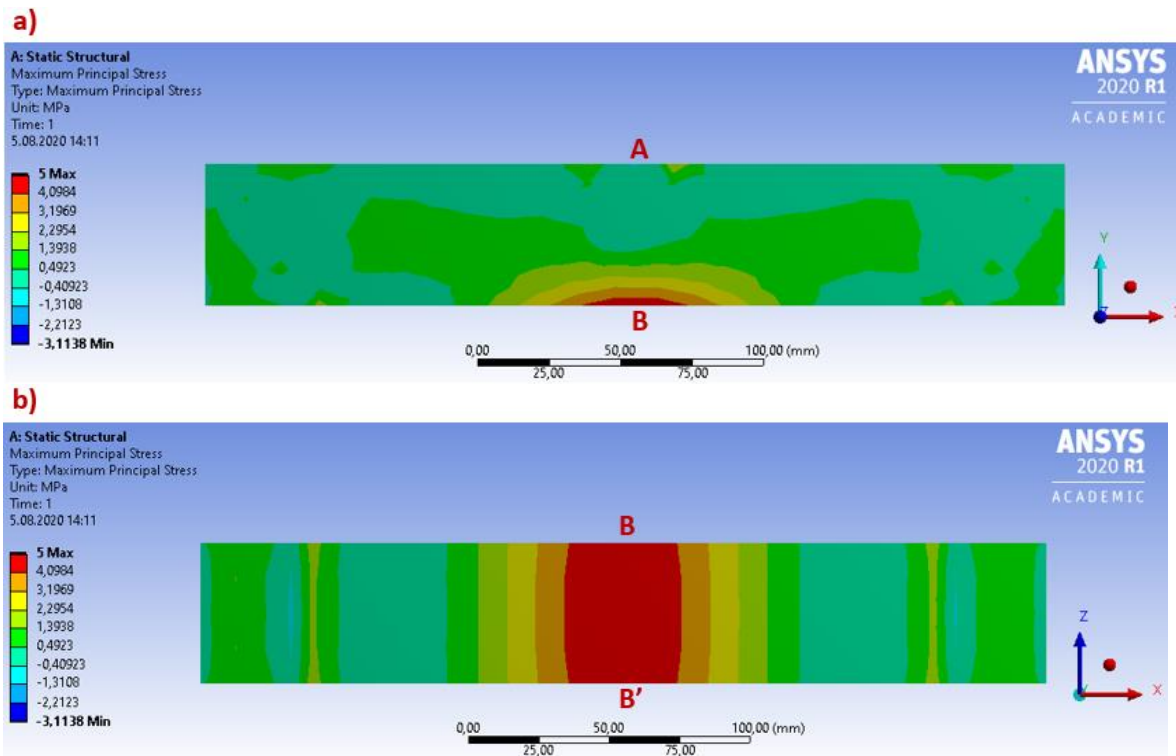 a)
A: Static Structural
Maximum Principal Stress
Type: Maximum Principal Stress
Unit: MPa
Time: 1
5.08.2020 14:11
ANSYS
2020 R1
ACADEMIC
5 Max
4,0984
3,1969
2,2954
1,3938
0,4923
-0,40923
-1,3108
-2,2123
-3,1138 Min
A
B
Y
0,00 50,00 100,00 (mm)
25,00 75,00
b)
A: Static Structural
Maximum Principal Stress
Type: Maximum Principal Stress
Unit: MPa
Time: 1
5.08.2020 14:11
ANSYS
2020 R1
ACADEMIC
5 Max
4,0984
3,1969
2,2954
1,3938
0,4923
-0,40923
-1,3108
-2,2123
-3,1138 Min
B
B’
Z
X
0,00 50,00 100,00 (mm)
25,00 75,00